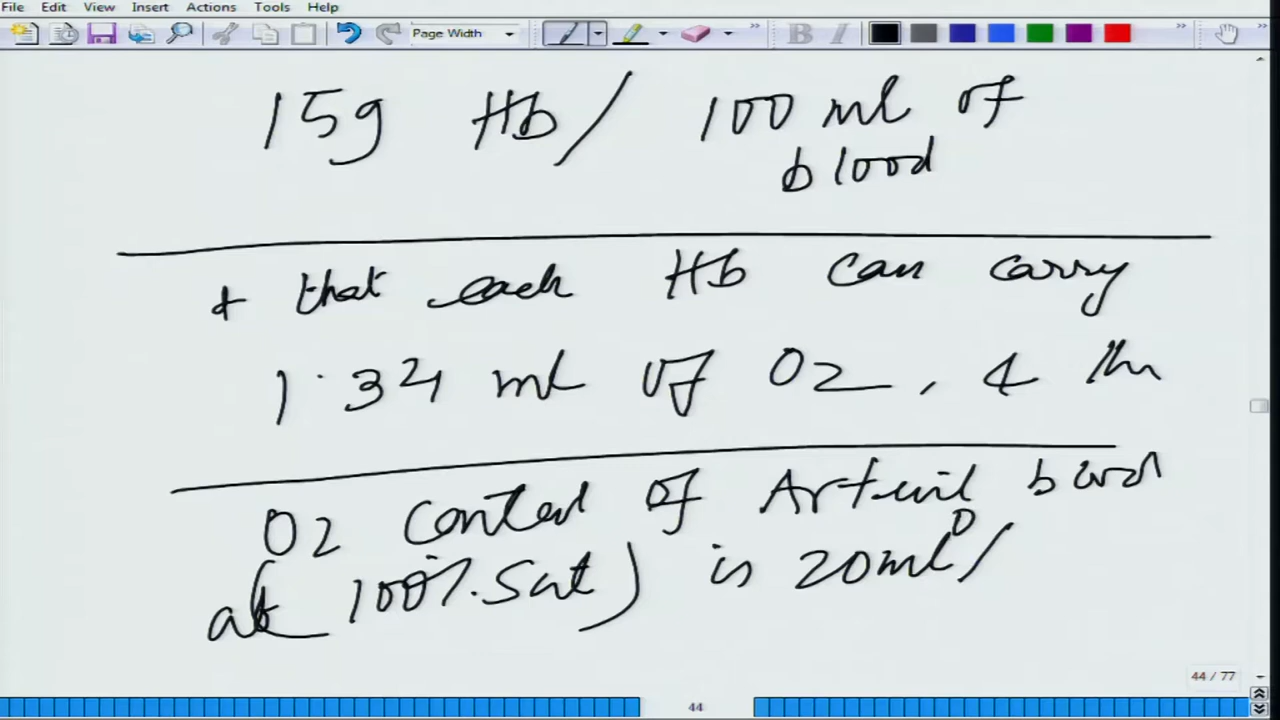 File Edit View Insert Actions Tools Help
Page Width
15g Hb / 100 ml of
blood
+ that each Hb can carry
1.34 ml of O2, & the
O2 content of Arterial blood
at (100% Sat) is 20ml /
44 / 77
44